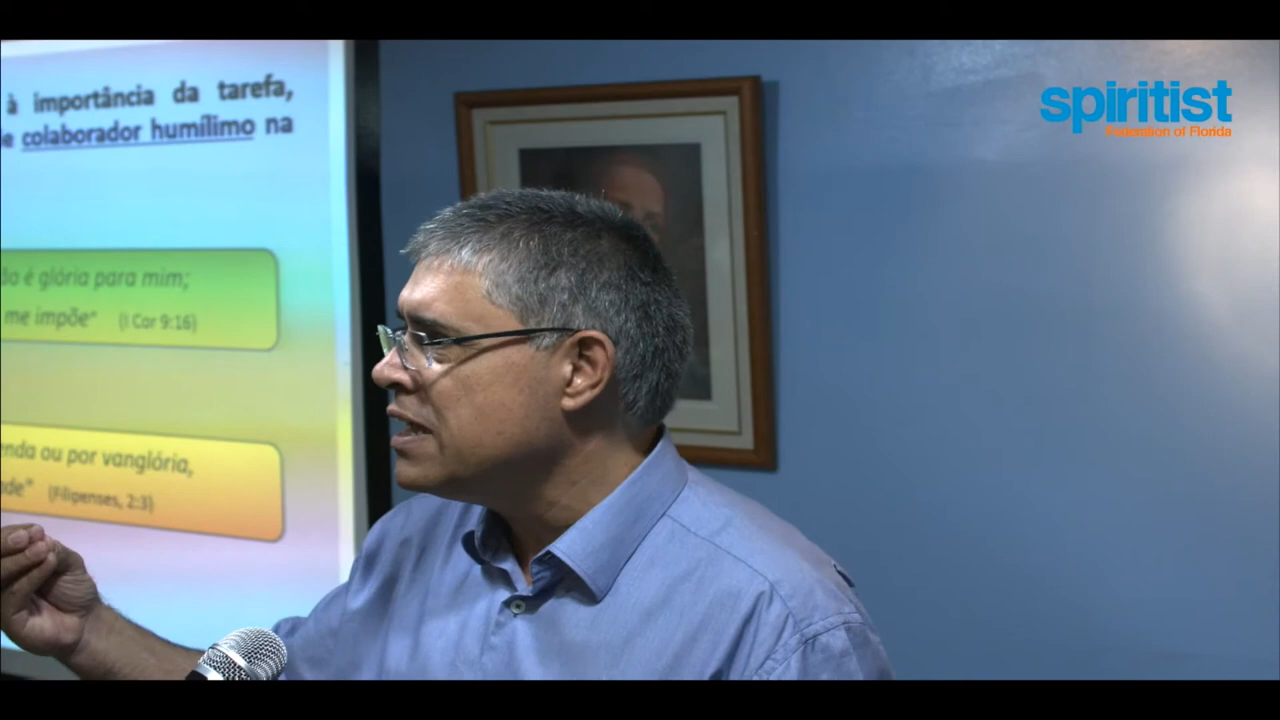 à importância da tarefa,
e colaborador humílimo na
do é glória para mim;
me impõe" (I Cor 9:16)
enda ou por vanglória,
ade" (Filipenses, 2:3)
spiritist
Federation of Florida